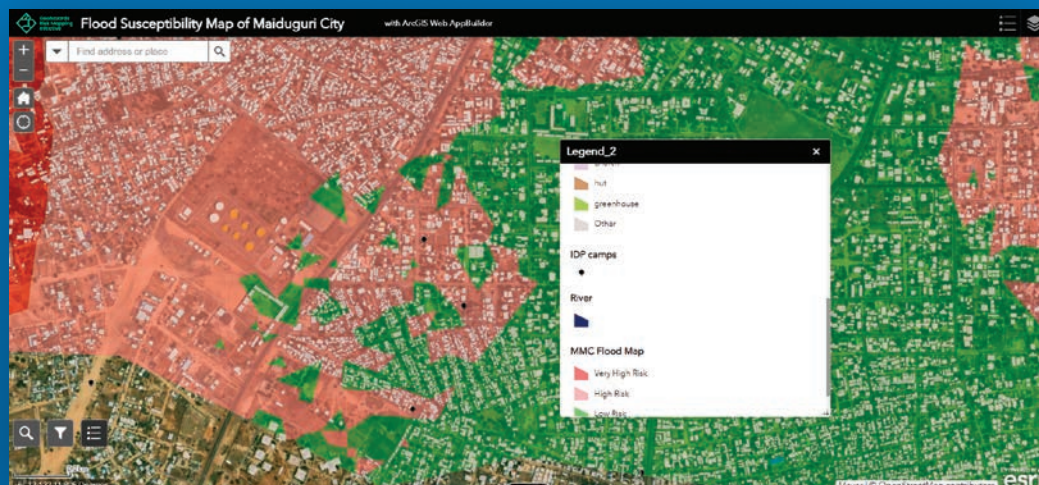 Flood Susceptibility Map of Maiduguri City
with ArcGIS Web AppBuilder
Find address or place
Legend_2
hut
greenhouse
Other
IDP camps
River
MMC Flood Map
Very High Risk
High Risk
Low Risk
esri